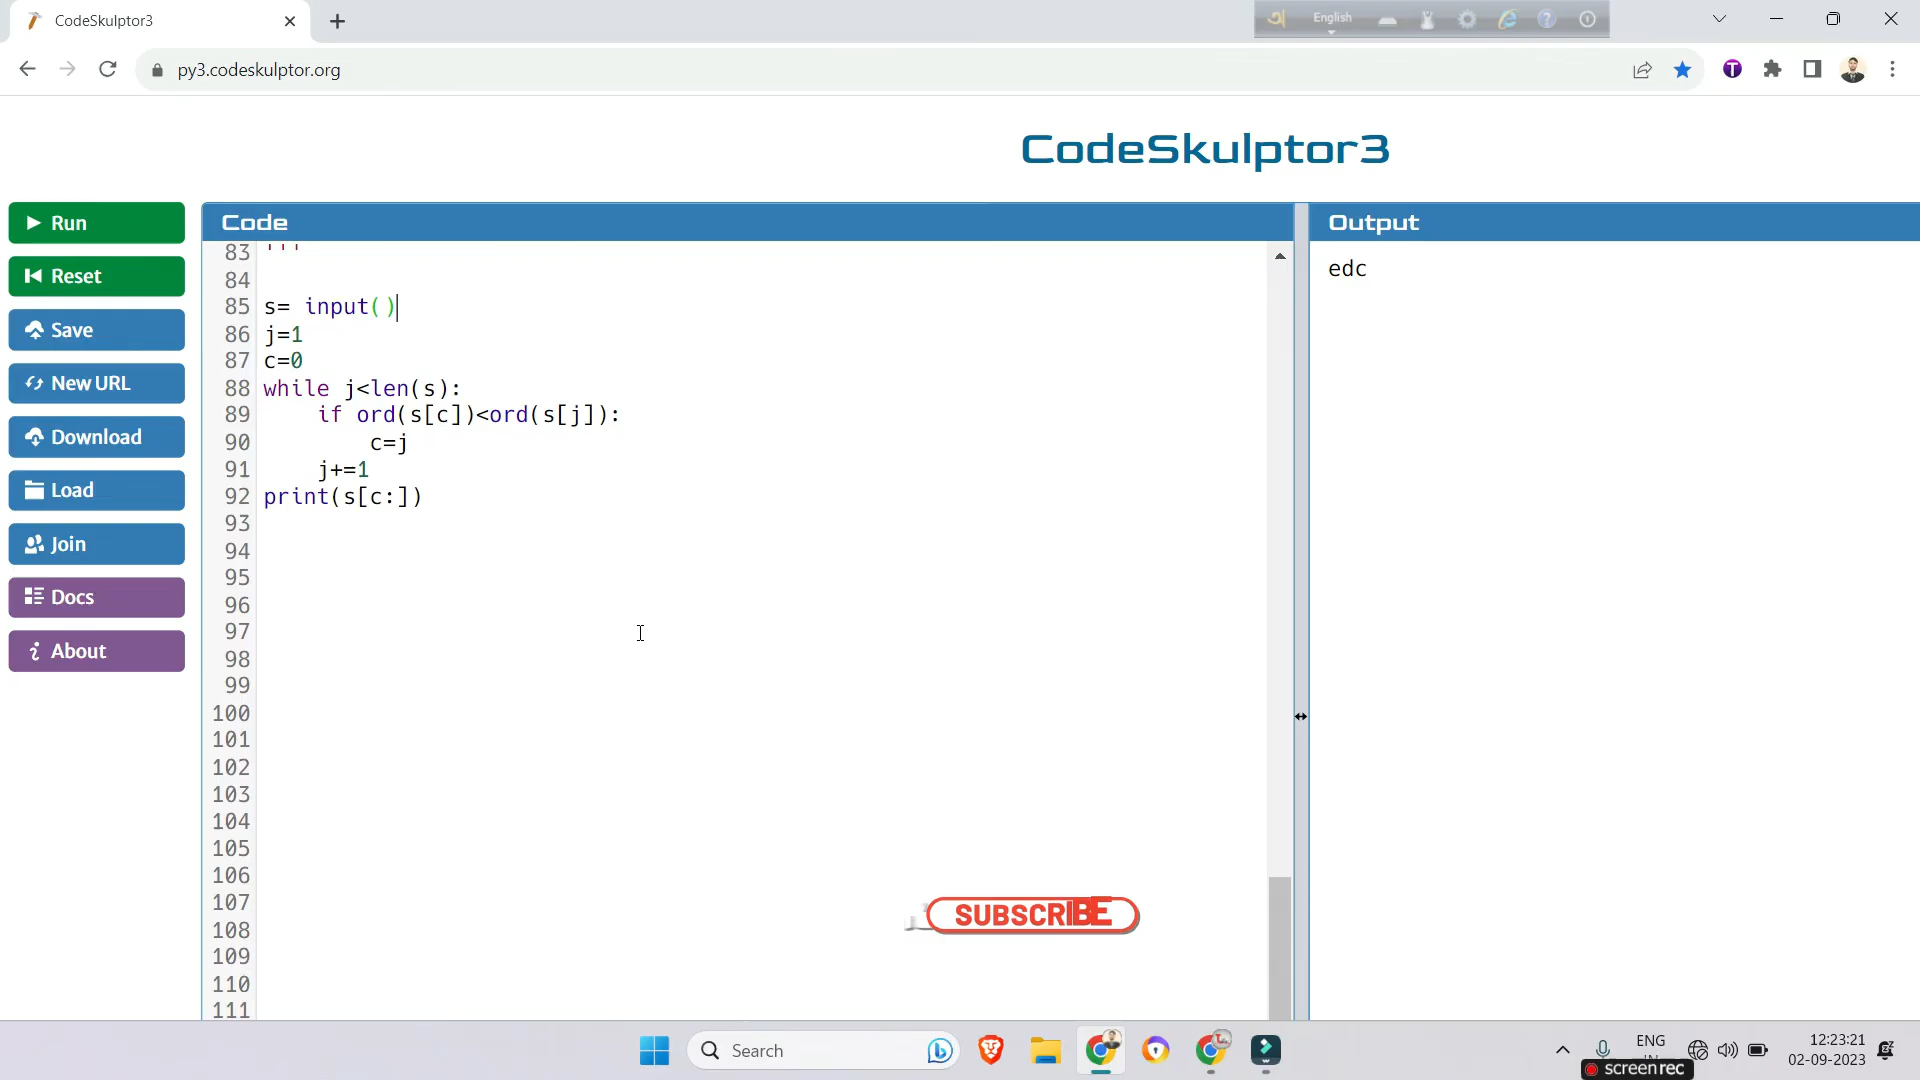 CodeSkulptor3
English
py3.codeskulptor.org
CodeSkulptor3
Run
Reset
Save
New URL
Download
Load
Join
Docs
About
Code
83 '''
84
85 s= input()
86 j=1
87 c=0
88 while j<len(s):
89 if ord(s[c])<ord(s[j]):
90 c=j
91 j+=1
92 print(s[c:])
93
94
95
96
97
98
99
100
101
102
103
104
105
106
107
108
109
110
111
Output
edc
SUBSCRIBE
Search
ENG
12:23:21
02-09-2023
screenrec